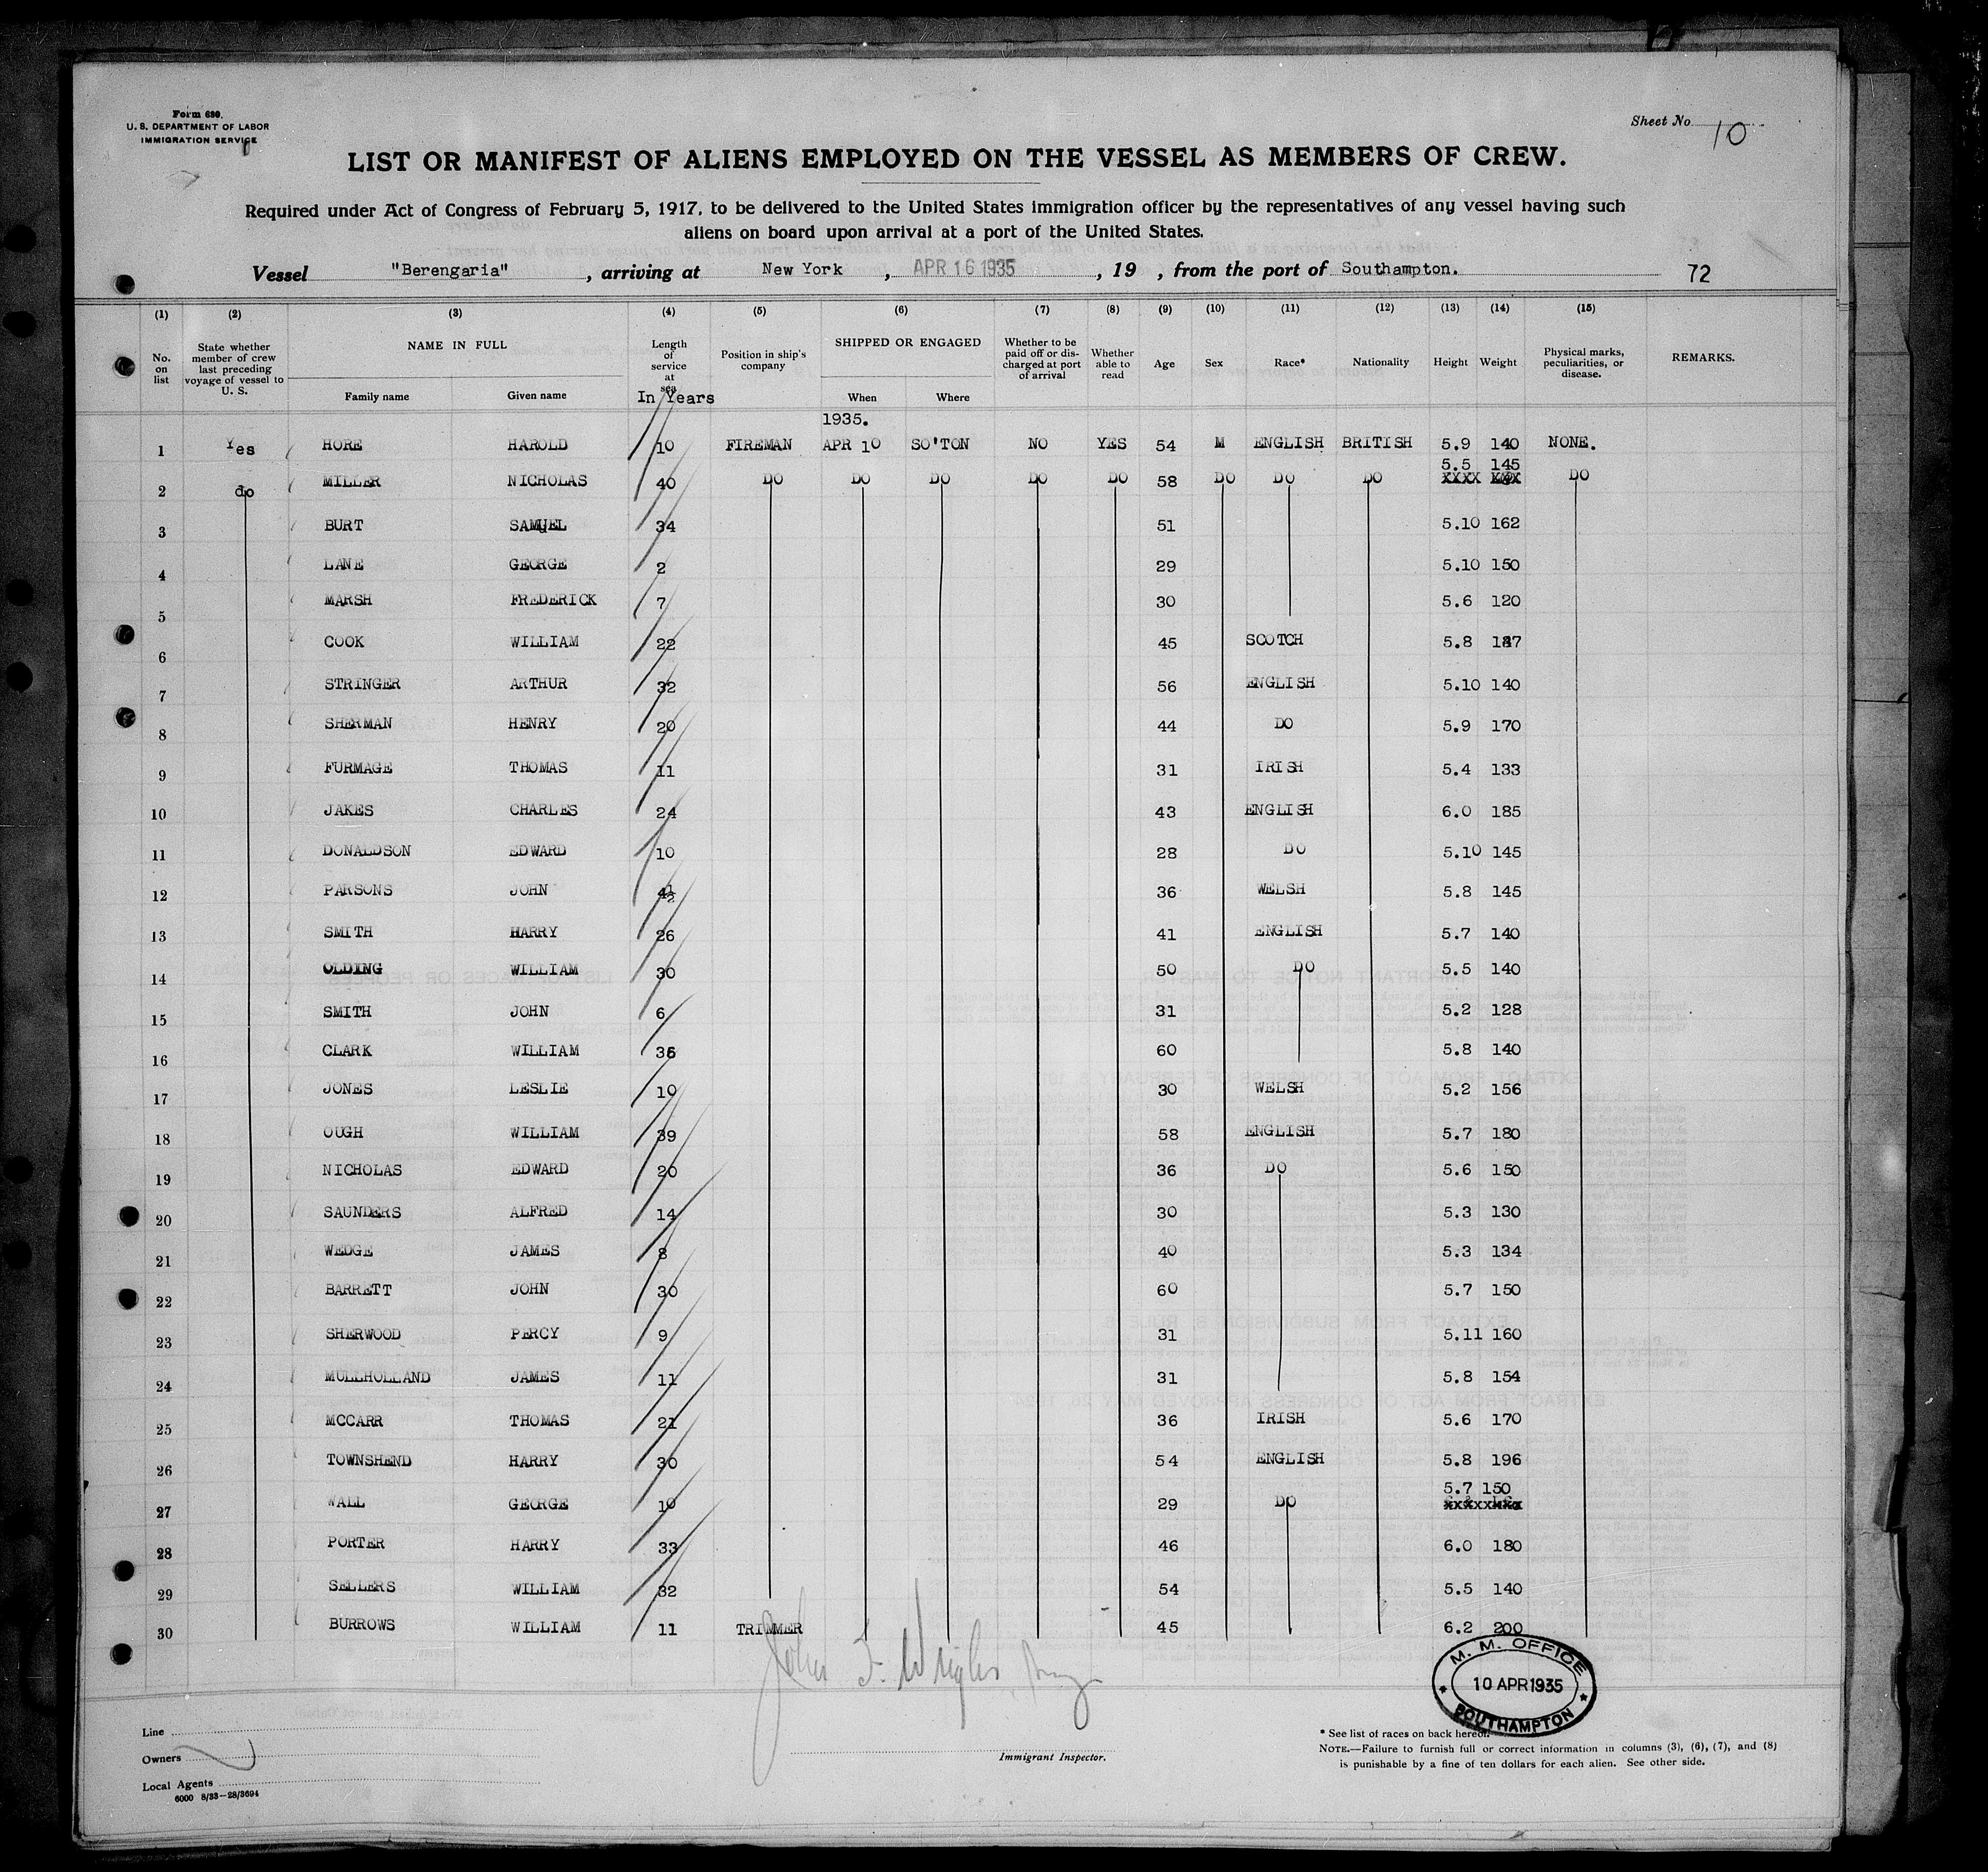 Form 680.
U. S. DEPARTMENT OF LABOR
IMMIGRATION SERVICE
Sheet No. 10
LIST OR MANIFEST OF ALIENS EMPLOYED ON THE VESSEL AS MEMBERS OF CREW.
Required under Act of Congress of February 5, 1917, to be delivered to the United States immigration officer by the representatives of any vessel having such
aliens on board upon arrival at a port of the United States.
Vessel "Berengaria" , arriving at New York , APR 16 1935 , 19 , from the port of Southampton. 72
(1) (2) (3) (4) (5) (6) (7) (8) (9) (10) (11) (12) (13) (14) (15)
No. on list State whether member of crew last preceding voyage of vessel to U. S. NAME IN FULL Family name Given name Length of service at sea In Years Position in ship's company SHIPPED OR ENGAGED When Where Whether to be paid off or discharged at port of arrival Whether able to read Age Sex Race* Nationality Height Weight Physical marks, peculiarities, or disease. REMARKS.
1935.
1 Yes HORE HAROLD 10 FIREMAN APR 10 SO'TON NO YES 54 M ENGLISH BRITISH 5.9 140 NONE.
2 do MILLER NICHOLAS 40 DO DO DO DO DO 58 DO DO DO 5.5 145 DO
3 BURT SAMUEL 34 51 5.10 162
4 LANE GEORGE 2 29 5.10 150
5 MARSH FREDERICK 7 30 5.6 120
6 COOK WILLIAM 22 45 SCOTCH 5.8
7 STRINGER ARTHUR 32 56 ENGLISH 5.10 140
8 SHERMAN HENRY 20 44 DO 5.9 170
9 FURMAGE THOMAS 11 31 IRISH 5.4 133
10 JAKES CHARLES 24 43 ENGLISH 6.0 185
11 DONALDSON EDWARD 10 28 DO 5.10 145
12 PARSONS JOHN 4½ 36 WELSH 5.8 145
13 SMITH HARRY 26 41 ENGLISH 5.7 140
14 OLDING WILLIAM 30 50 DO 5.5 140
15 SMITH JOHN 6 31 5.2 128
16 CLARK WILLIAM 36 60 5.8 140
17 JONES LESLIE 10 30 WELSH 5.2 156
18 OUGH WILLIAM 39 58 ENGLISH 5.7 180
19 NICHOLAS EDWARD 20 36 DO 5.6 150
20 SAUNDERS ALFRED 14 30 5.3 130
21 WEDGE JAMES 8 40 5.3 134
22 BARRETT JOHN 30 60 5.7 150
23 SHERWOOD PERCY 9 31 5.11 160
24 MULLHOLLAND JAMES 11 31 5.8 154
25 MCCARR THOMAS 21 36 IRISH 5.6 170
26 TOWNSHEND HARRY 30 54 ENGLISH 5.8 196
27 WALL GEORGE 10 29 DO 5.7 150
28 PORTER HARRY 33 46 6.0 180
29 SELLERS WILLIAM 32 54 5.5 140
30 BURROWS WILLIAM 11 TRIMMER 45 6.2 200
John F. Wright
M. M. OFFICE
10 APR 1935
SOUTHAMPTON
Line
Owners
Local Agents
6000 8/33—28/3694
Immigrant Inspector.
* See list of races on back hereof.
NOTE.—Failure to furnish full or correct information in columns (3), (6), (7), and (8)
is punishable by a fine of ten dollars for each alien. See other side.